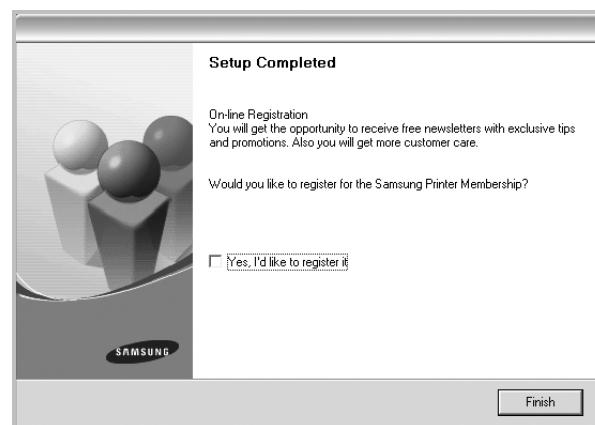 Setup Completed
On-line Registration
You will get the opportunity to receive free newsletters with exclusive tips
and promotions. Also you will get more customer care.
Would you like to register for the Samsung Printer Membership?
Yes, I'd like to register it
SAMSUNG
Finish